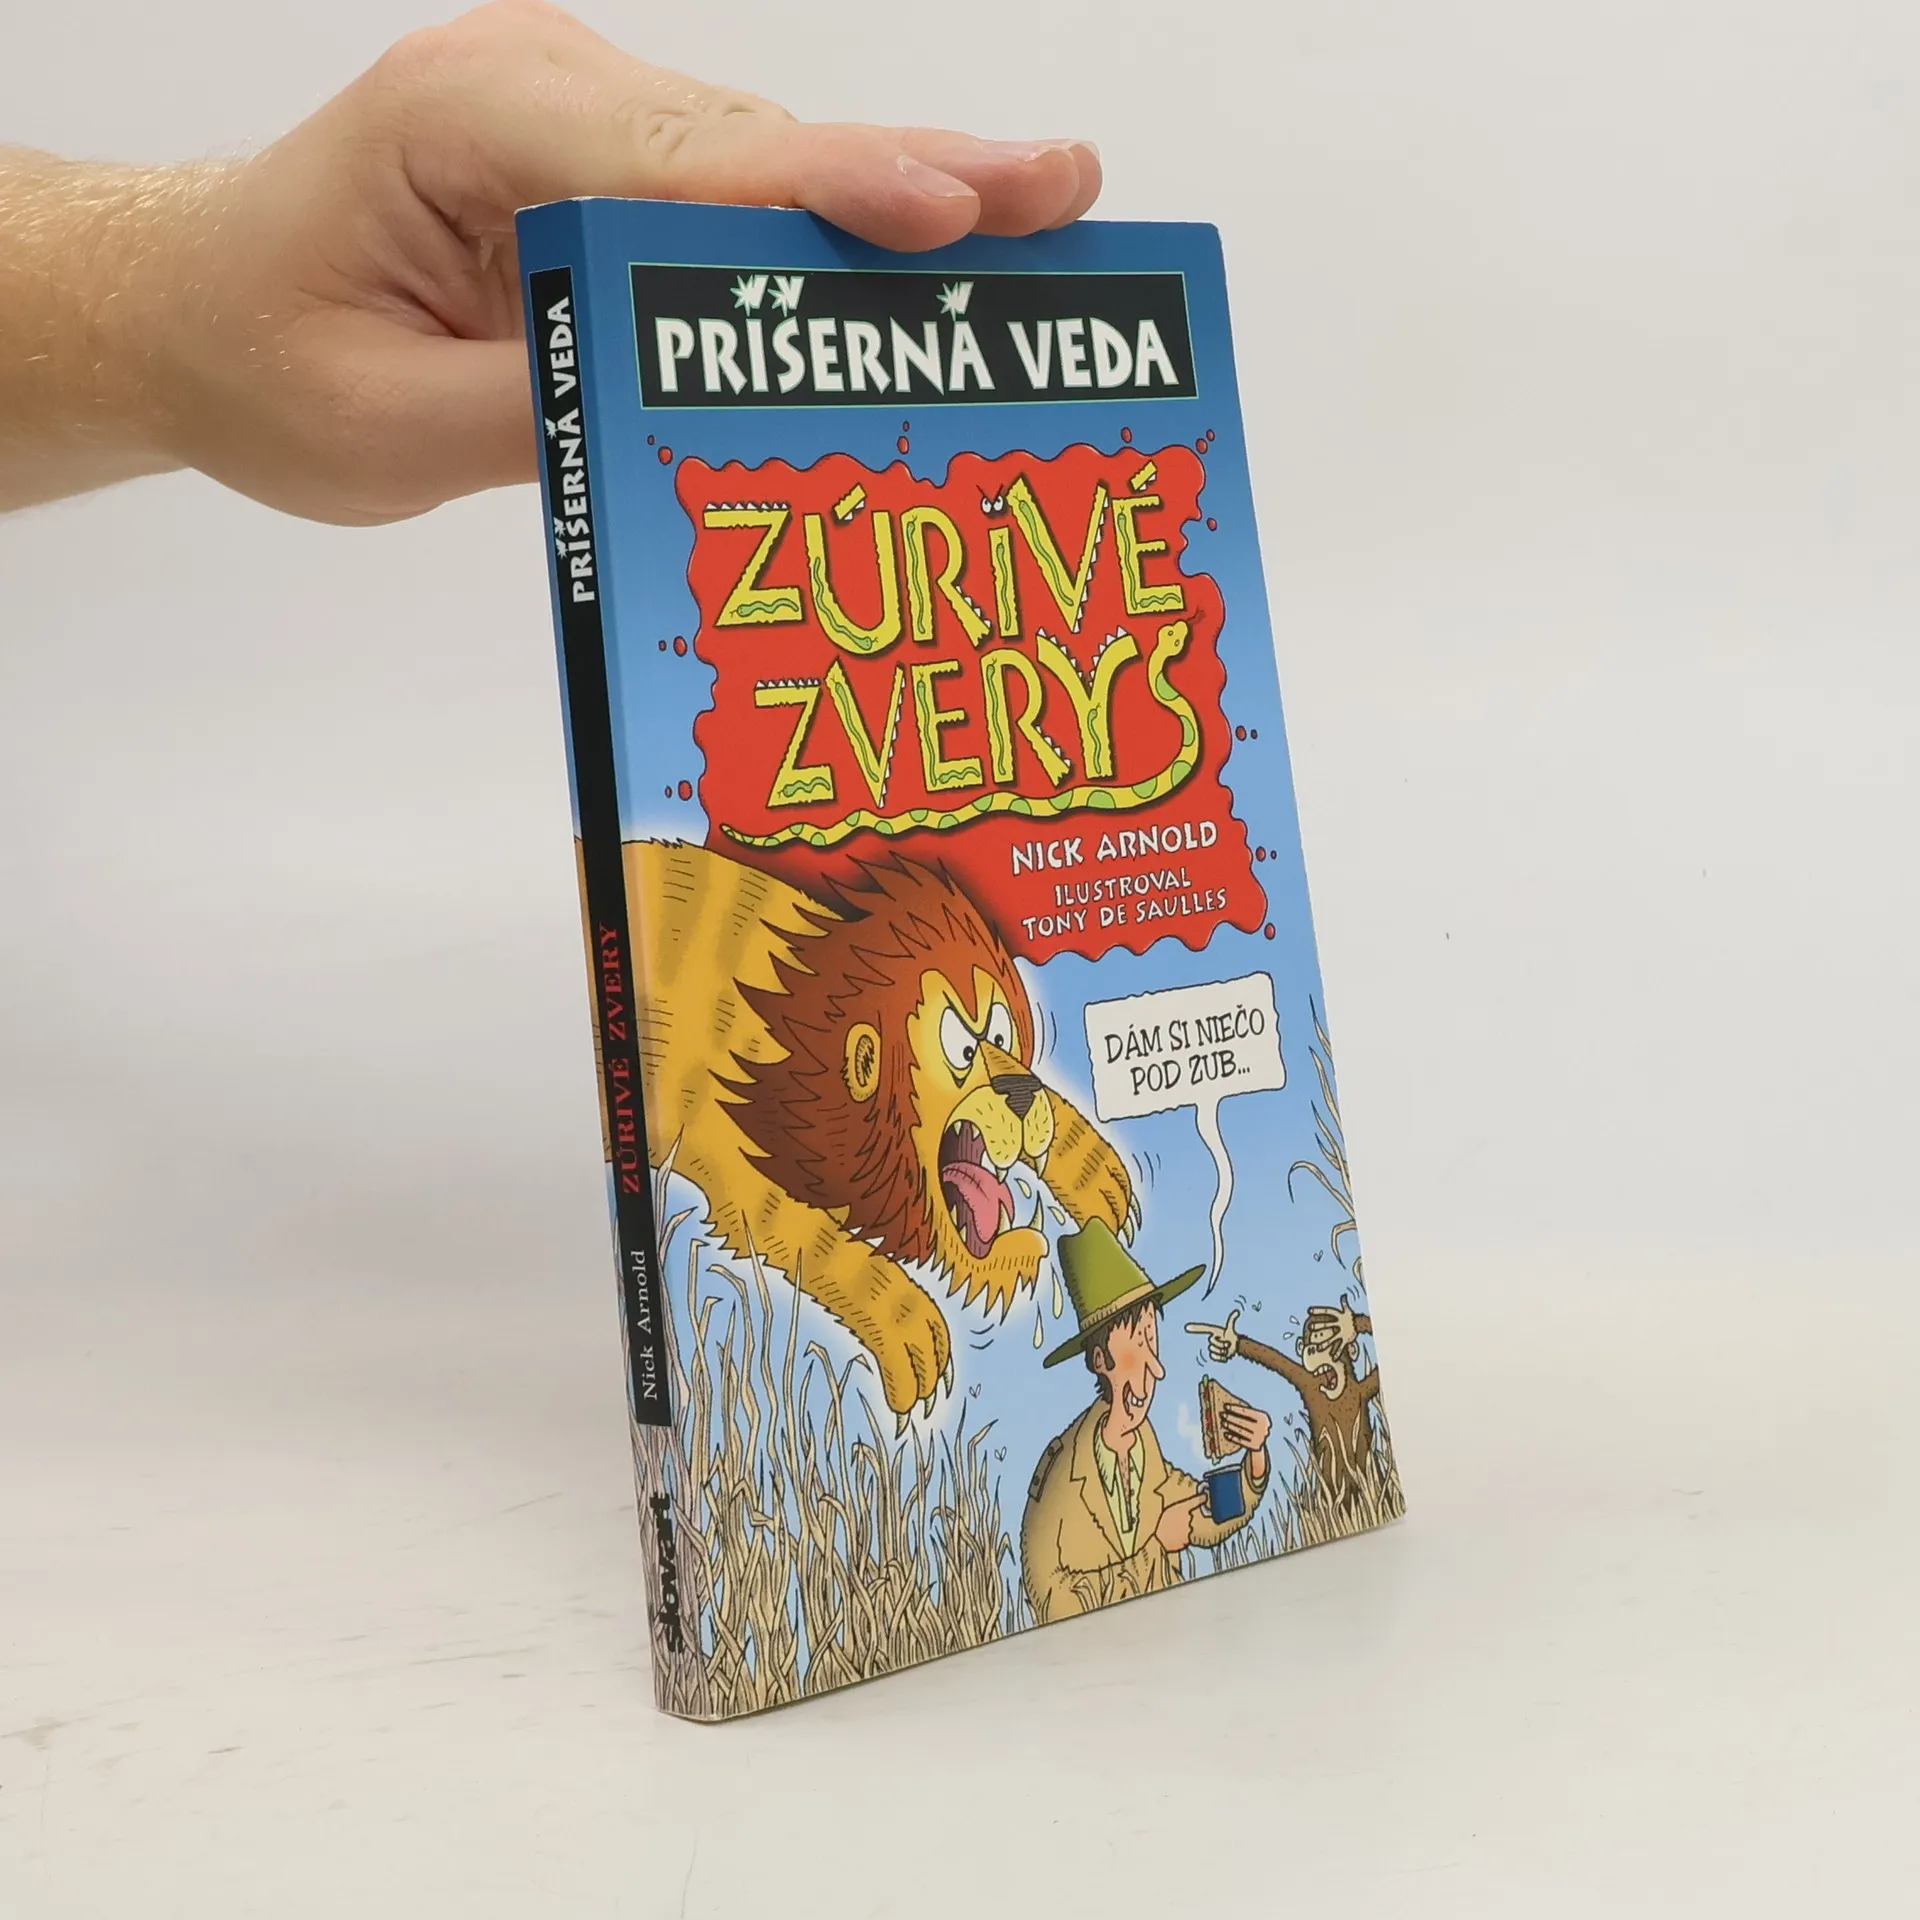 PRÍŠERNÁ VEDA
ZÚRIVÉ
ZVERY
NICK ARNOLD
ILUSTROVAL
TONY DE SAULLES
DÁM SI NIEČO
POD ZUB...
PRÍŠERNÁ VEDA
ZÚRIVÉ ZVERY
Nick Arnold
slovart